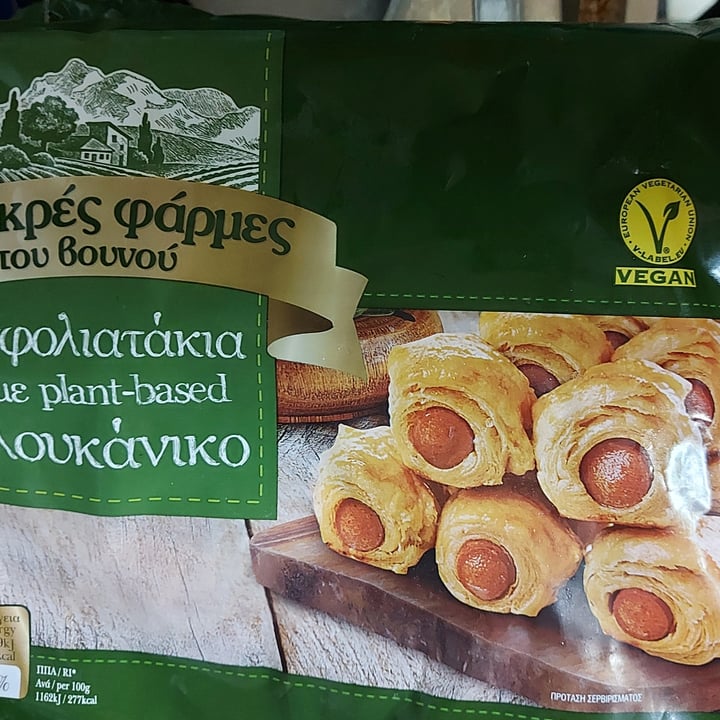 κρές φάρμες
του βουνού
φολιατάκια
με plant-based
λουκάνικο
EUROPEAN VEGETARIAN UNION
V-LABEL.EU
VEGAN
ΠΠΑ / RI*
Ανά / per 100g
1162kJ / 277kcal
ΠΡΟΤΑΣΗ ΣΕΡΒΙΡΙΣΜΑΤΟΣ